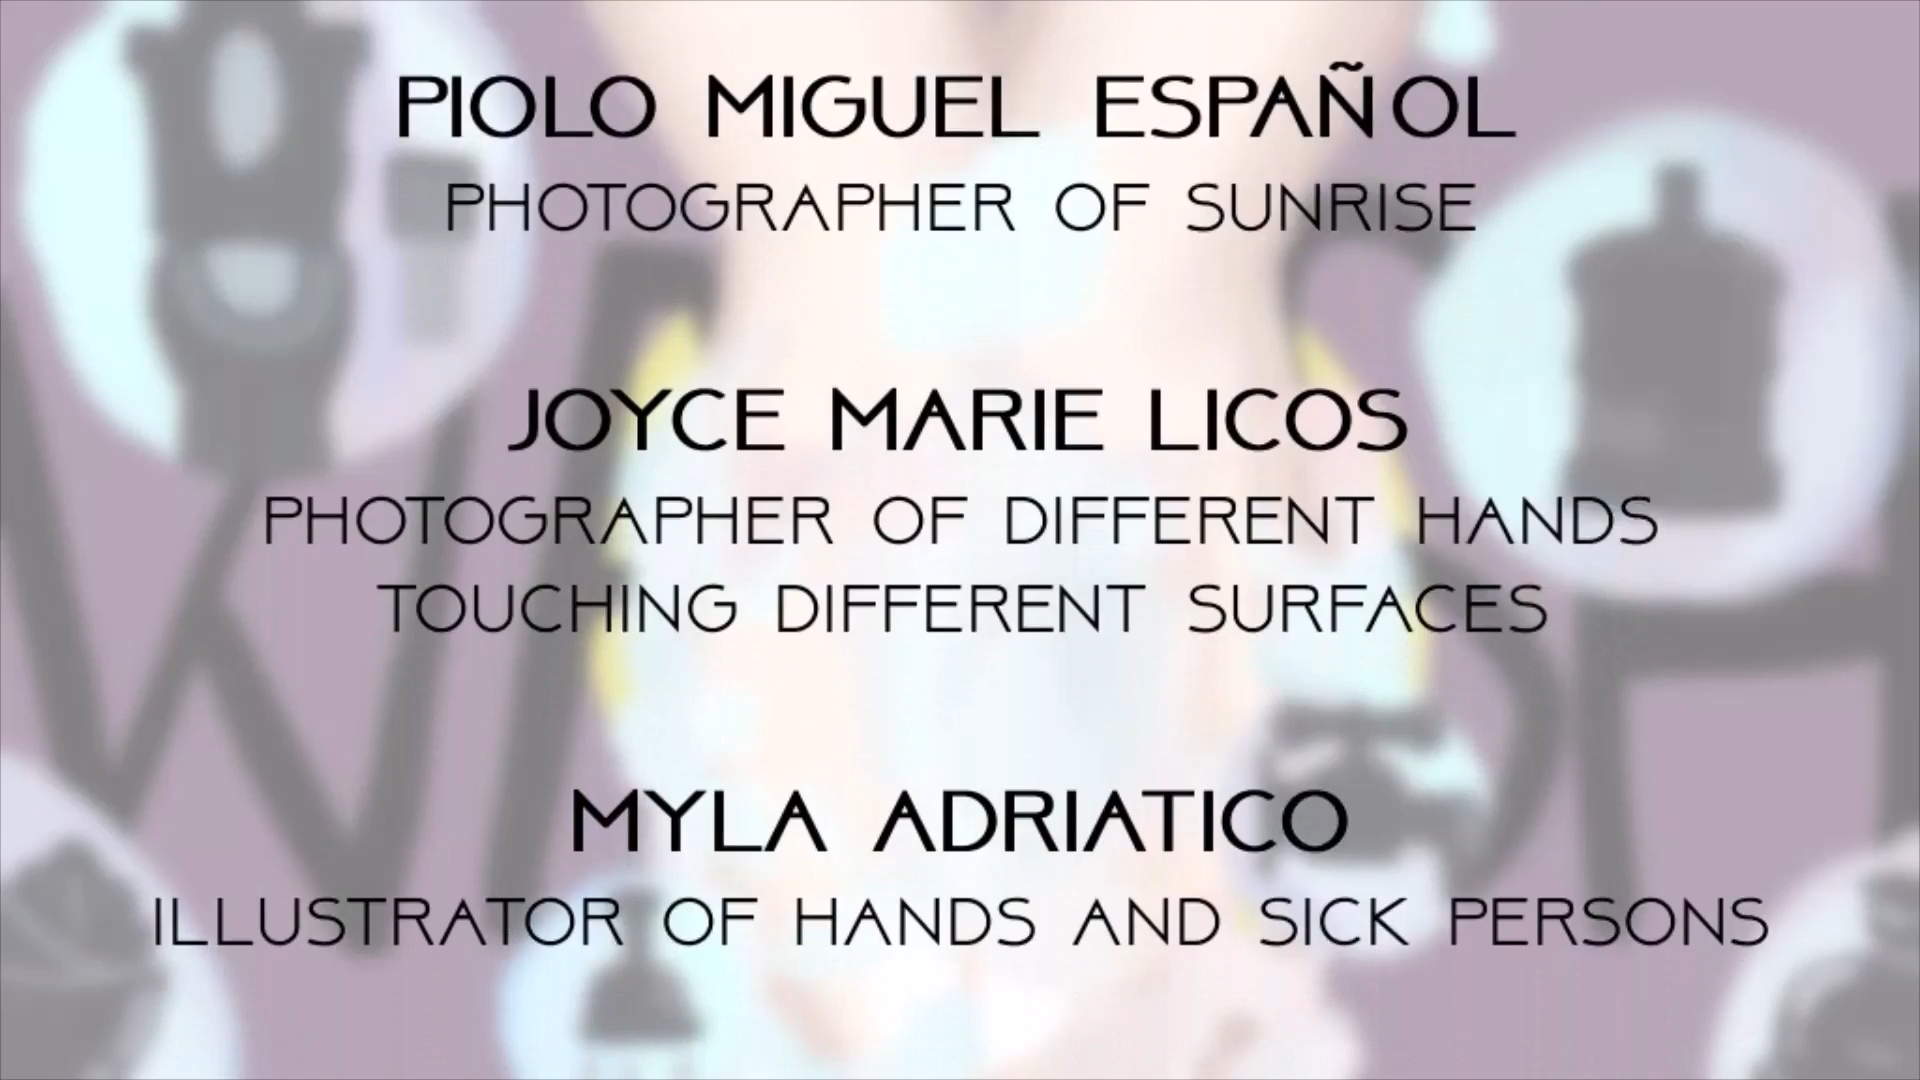 PIOLO MIGUEL ESPAÑOL
PHOTOGRAPHER OF SUNRISE
JOYCE MARIE LICOS
PHOTOGRAPHER OF DIFFERENT HANDS
TOUCHING DIFFERENT SURFACES
MYLA ADRIATICO
ILLUSTRATOR OF HANDS AND SICK PERSONS